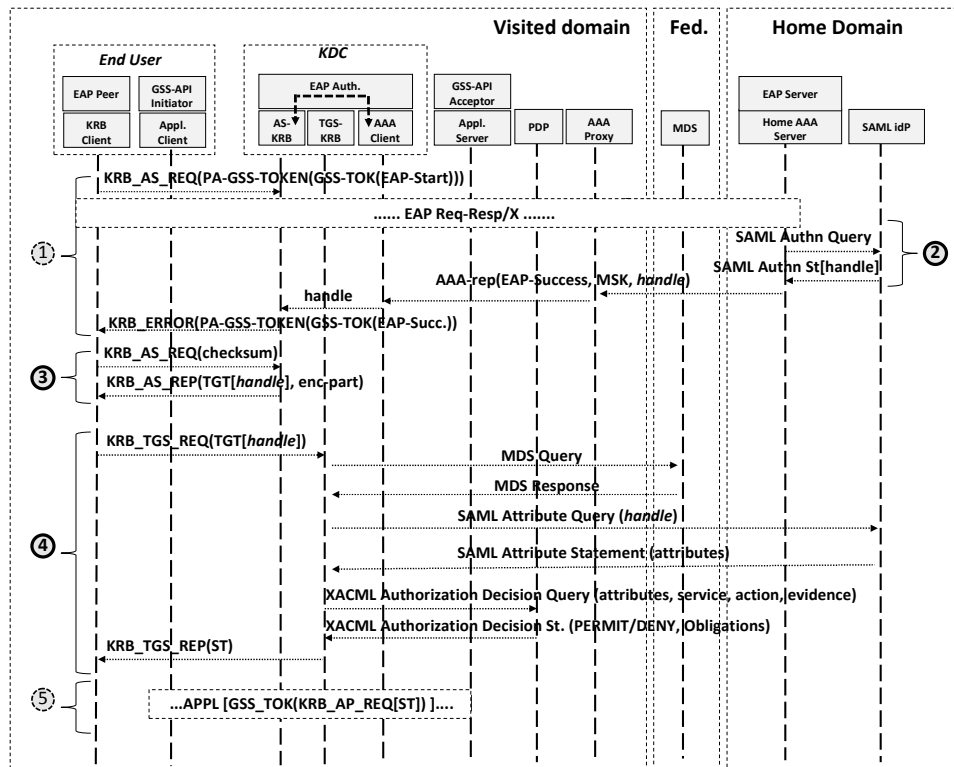 Visited domain
Fed.
Home Domain
End User
KDC
EAP Peer
GSS-API
Initiator
EAP Auth.
GSS-API
Acceptor
EAP Server
KRB
Client
Appl.
Client
AS-
KRB
TGS-
KRB
AAA
Client
Appl.
Server
PDP
AAA
Proxy
MDS
Home AAA
Server
SAML idP
KRB_AS_REQ(PA-GSS-TOKEN(GSS-TOK(EAP-Start)))
...... EAP Req-Resp/X .......
1
SAML Authn Query
2
SAML Authn St[handle]
AAA-rep(EAP-Success, MSK, handle)
handle
KRB_ERROR(PA-GSS-TOKEN(GSS-TOK(EAP-Succ.))
KRB_AS_REQ(checksum)
3
KRB_AS_REP(TGT[handle], enc-part)
KRB_TGS_REQ(TGT[handle])
MDS Query
MDS Response
SAML Attribute Query (handle)
4
SAML Attribute Statement (attributes)
XACML Authorization Decision Query (attributes, service, action, evidence)
XACML Authorization Decision St. (PERMIT/DENY, Obligations)
KRB_TGS_REP(ST)
5
...APPL [GSS_TOK(KRB_AP_REQ[ST]) ]....